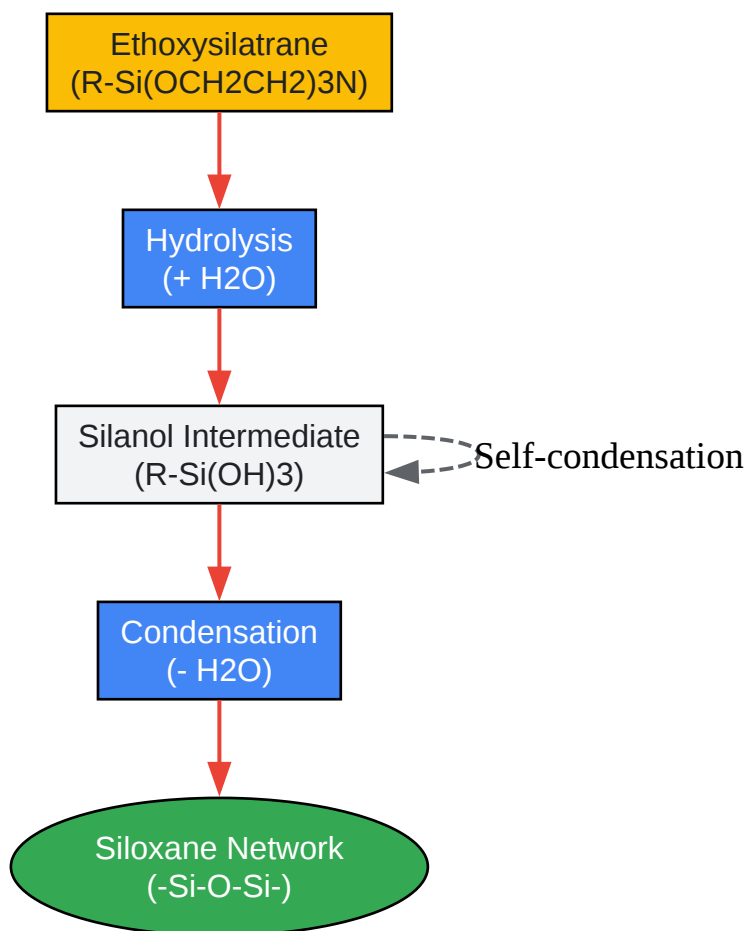 Ethoxysilatrane
(R-Si(OCH2CH2)3N)
Hydrolysis
(+ H2O)
Silanol Intermediate
(R-Si(OH)3)
Self-condensation
Condensation
(- H2O)
Siloxane Network
(-Si-O-Si-)